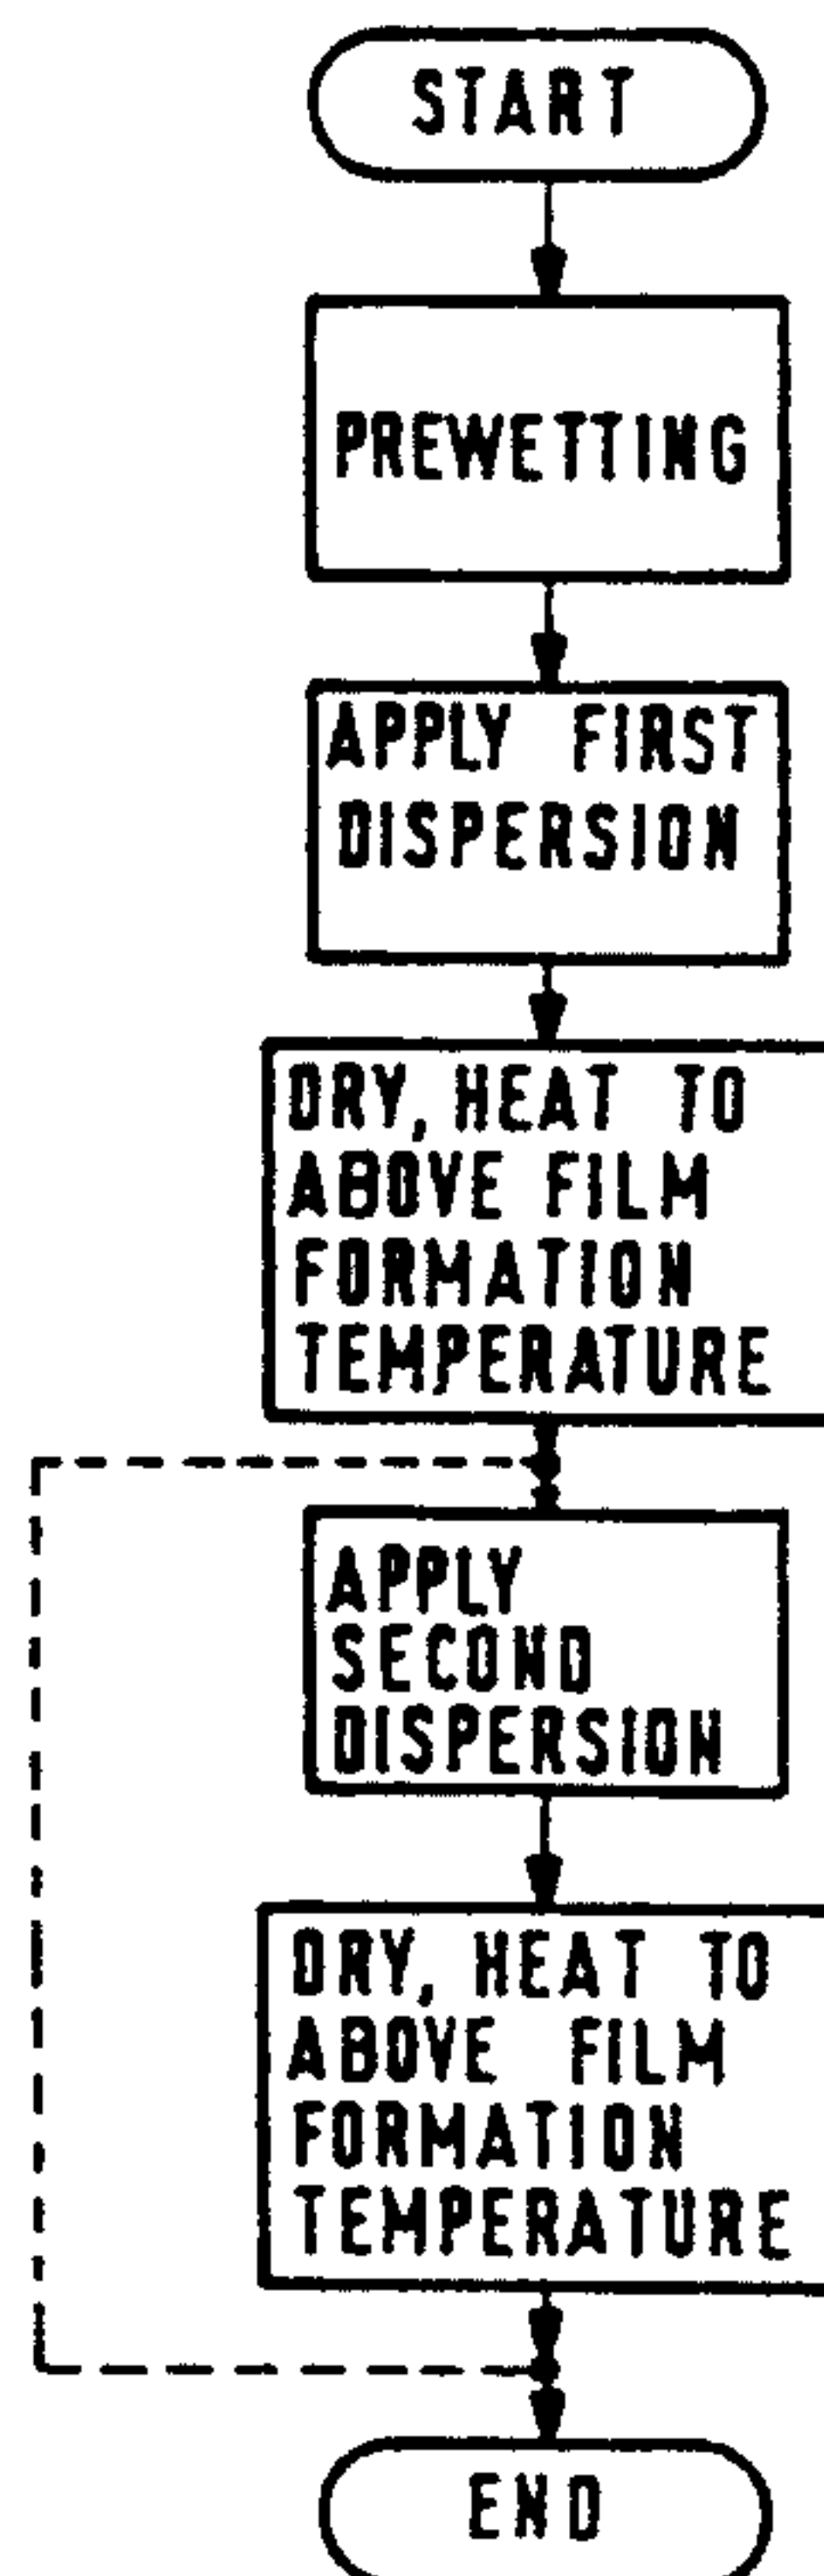 START
PREWETTING
APPLY FIRST
DISPERSION
DRY, HEAT TO
ABOVE FILM
FORMATION
TEMPERATURE
APPLY
SECOND
DISPERSION
DRY, HEAT TO
ABOVE FILM
FORMATION
TEMPERATURE
END